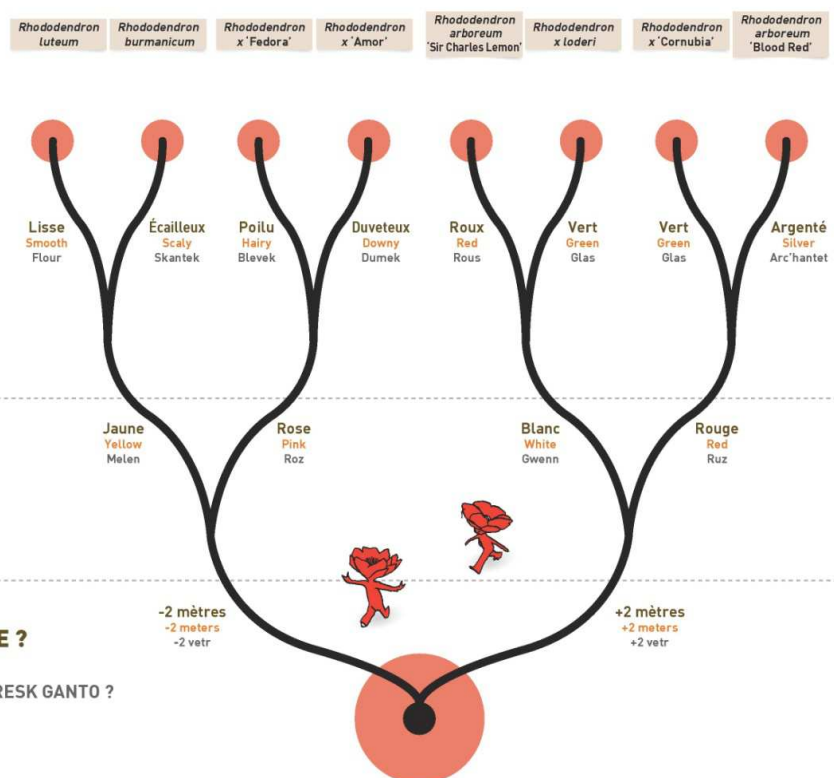 Rhododendron
luteum
Rhododendron
burmanicum
Rhododendron
x ‘Fedora’
Rhododendron
x ‘Amor’
Rhododendron
arboreum
‘Sir Charles Lemon’
Rhododendron
x loderi
Rhododendron
x ‘Cornubia’
Rhododendron
arboreum
‘Blood Red’
Lisse
Smooth
Flour
Écailleux
Scaly
Skantek
Poilu
Hairy
Blevek
Duveteux
Downy
Dumek
Roux
Red
Rous
Vert
Green
Glas
Vert
Green
Glas
Argenté
Silver
Arc’hantet
Jaune
Yellow
Melen
Rose
Pink
Roz
Blanc
White
Gwenn
Rouge
Red
Ruz
-2 mètres
-2 meters
-2 vetr
+2 mètres
+2 meters
+2 vetr
E ?
RESK GANTO ?